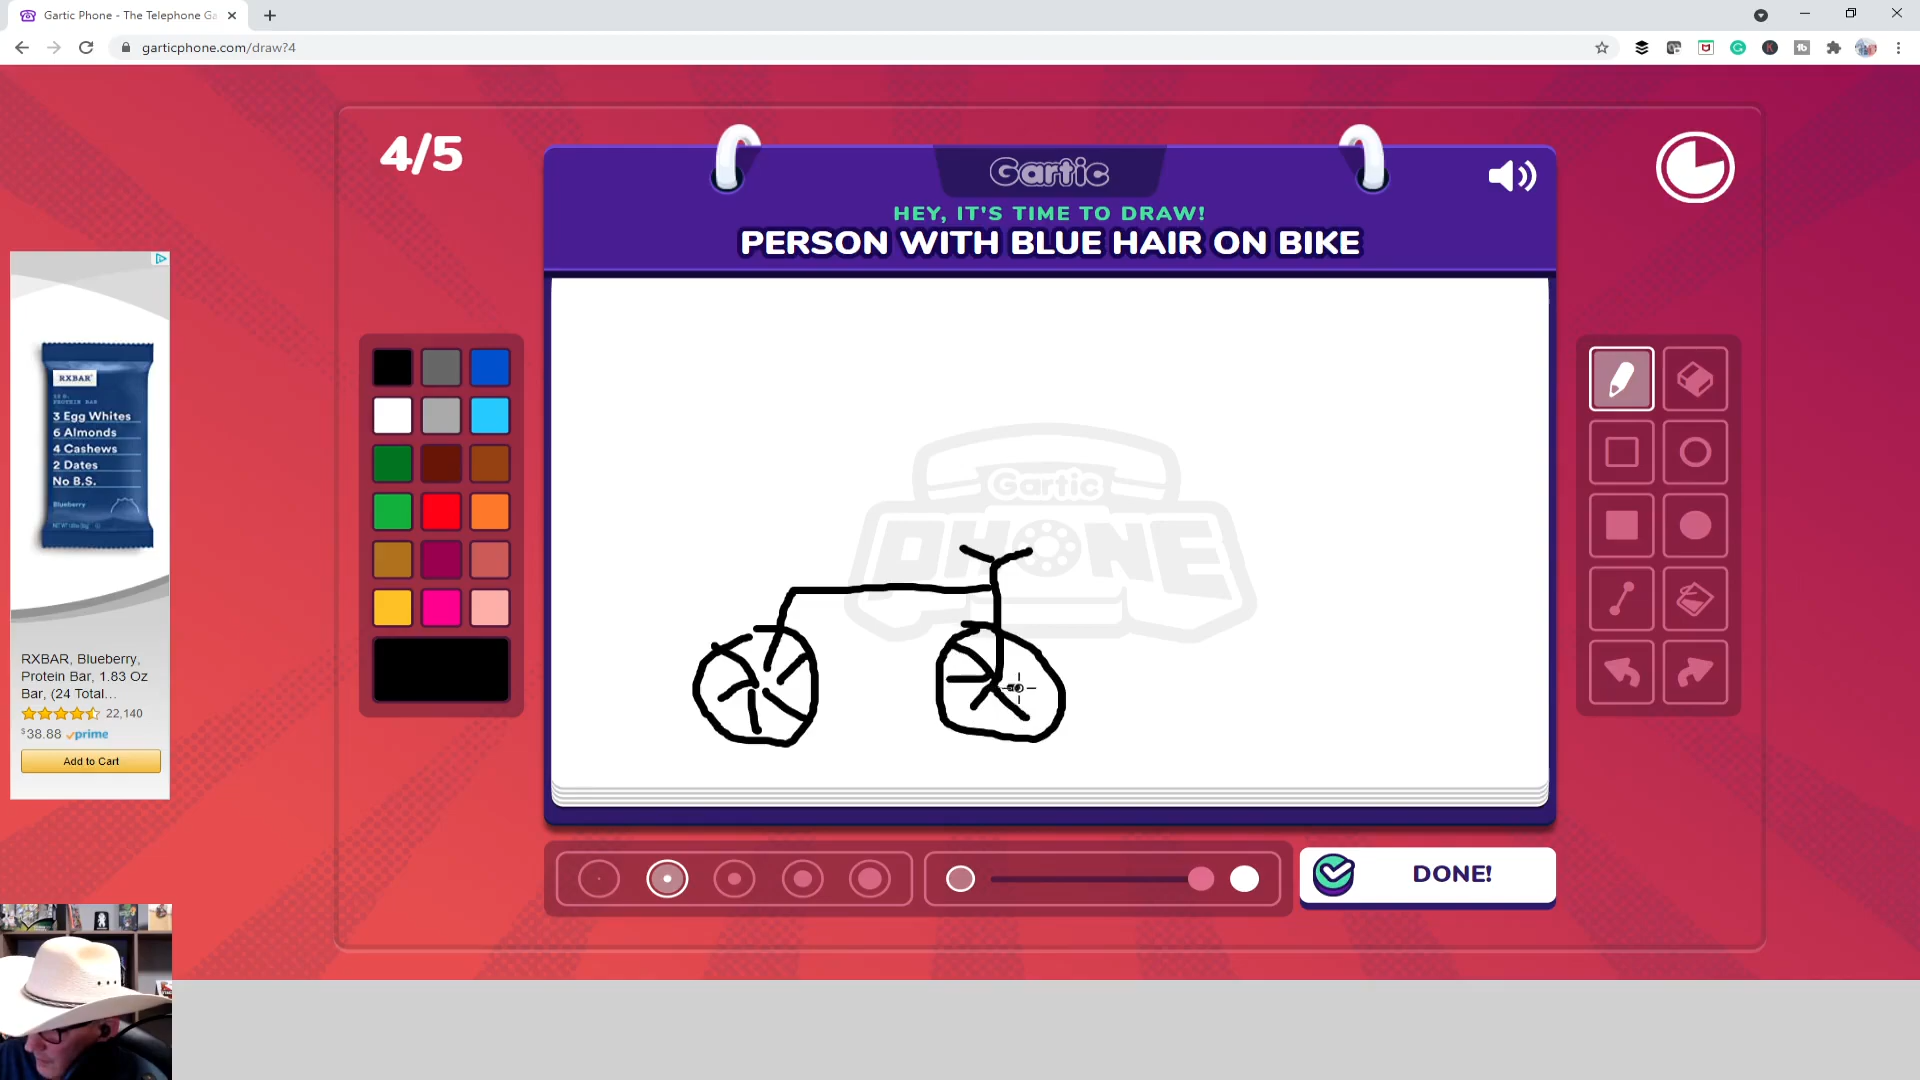 Gartic Phone - The Telephone Ga
garticphone.com/draw?4
4/5
Gartic
HEY, IT'S TIME TO DRAW!
PERSON WITH BLUE HAIR ON BIKE
Gartic
PHONE
RXBAR
3 Egg Whites
6 Almonds
4 Cashews
2 Dates
No B.S.
Blueberry
RXBAR, Blueberry,
Protein Bar, 1.83 Oz
Bar, (24 Total...
22,140
$38.88 prime
Add to Cart
DONE!